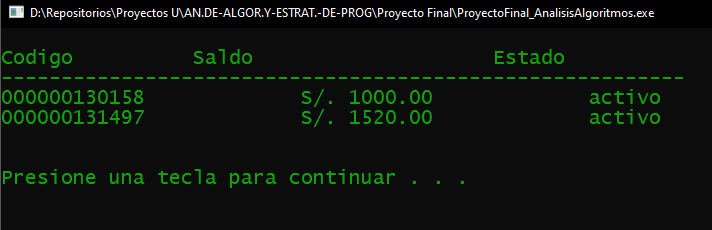 D:\Repositorios\Proyectos U\AN.DE-ALGOR.Y-ESTRAT.-DE-PROG\Proyecto Final\ProyectoFinal_AnalisisAlgoritmos.exe
Codigo Saldo Estado
---------------------------------------------------------
000000130158 S/. 1000.00 activo
000000131497 S/. 1520.00 activo
Presione una tecla para continuar . . .